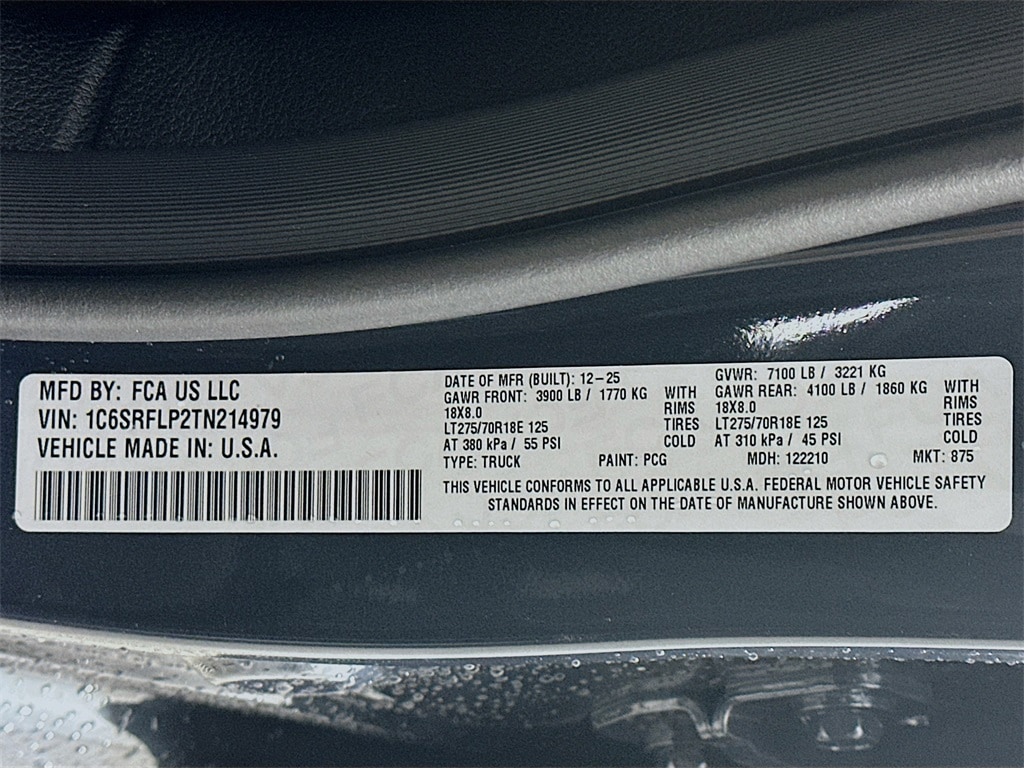 MFD BY: FCA US LLC
VIN: 1C6SRFLP2TN214979
VEHICLE MADE IN: U.S.A.
DATE OF MFR (BUILT): 12-25
GAWR FRONT: 3900 LB / 1770 KG WITH
18X8.0 RIMS
LT275/70R18E 125 TIRES
AT 380 kPa / 55 PSI COLD
GVWR: 7100 LB / 3221 KG
GAWR REAR: 4100 LB / 1860 KG WITH
18X8.0 RIMS
LT275/70R18E 125 TIRES
AT 310 kPa / 45 PSI COLD
TYPE: TRUCK PAINT: PCG MDH: 122210 MKT: 875
THIS VEHICLE CONFORMS TO ALL APPLICABLE U.S.A. FEDERAL MOTOR VEHICLE SAFETY
STANDARDS IN EFFECT ON THE DATE OF MANUFACTURE SHOWN ABOVE.